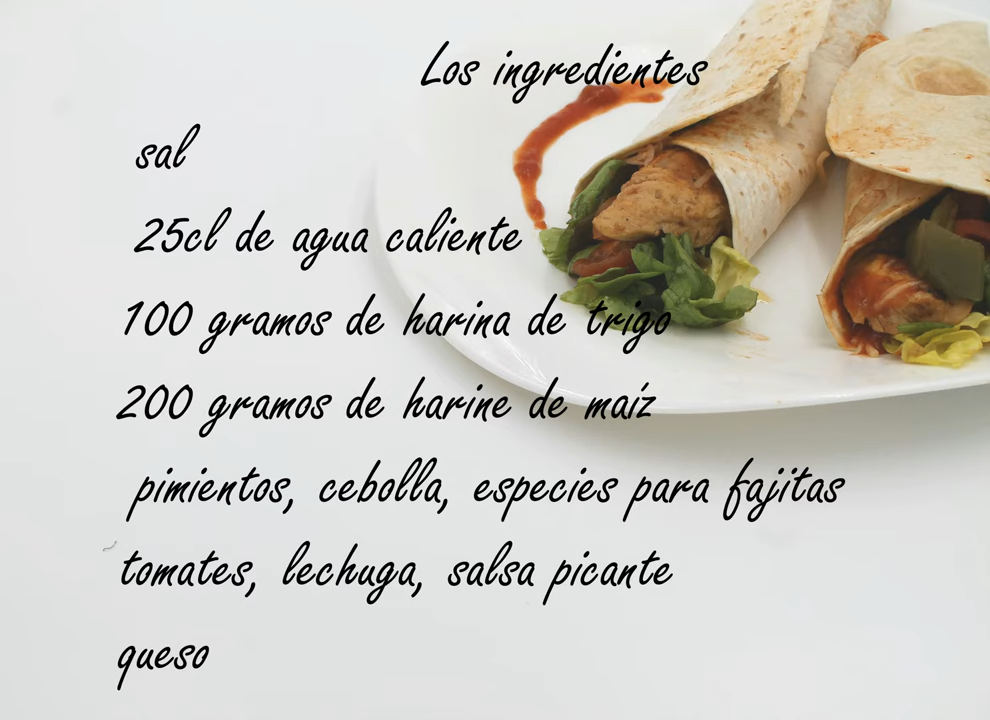 Los ingredientes
sal
25cl de agua caliente
100 gramos de harina de trigo
200 gramos de harine de maíz
pimientos, cebolla, especies para fajitas
tomates, lechuga, salsa picante
queso